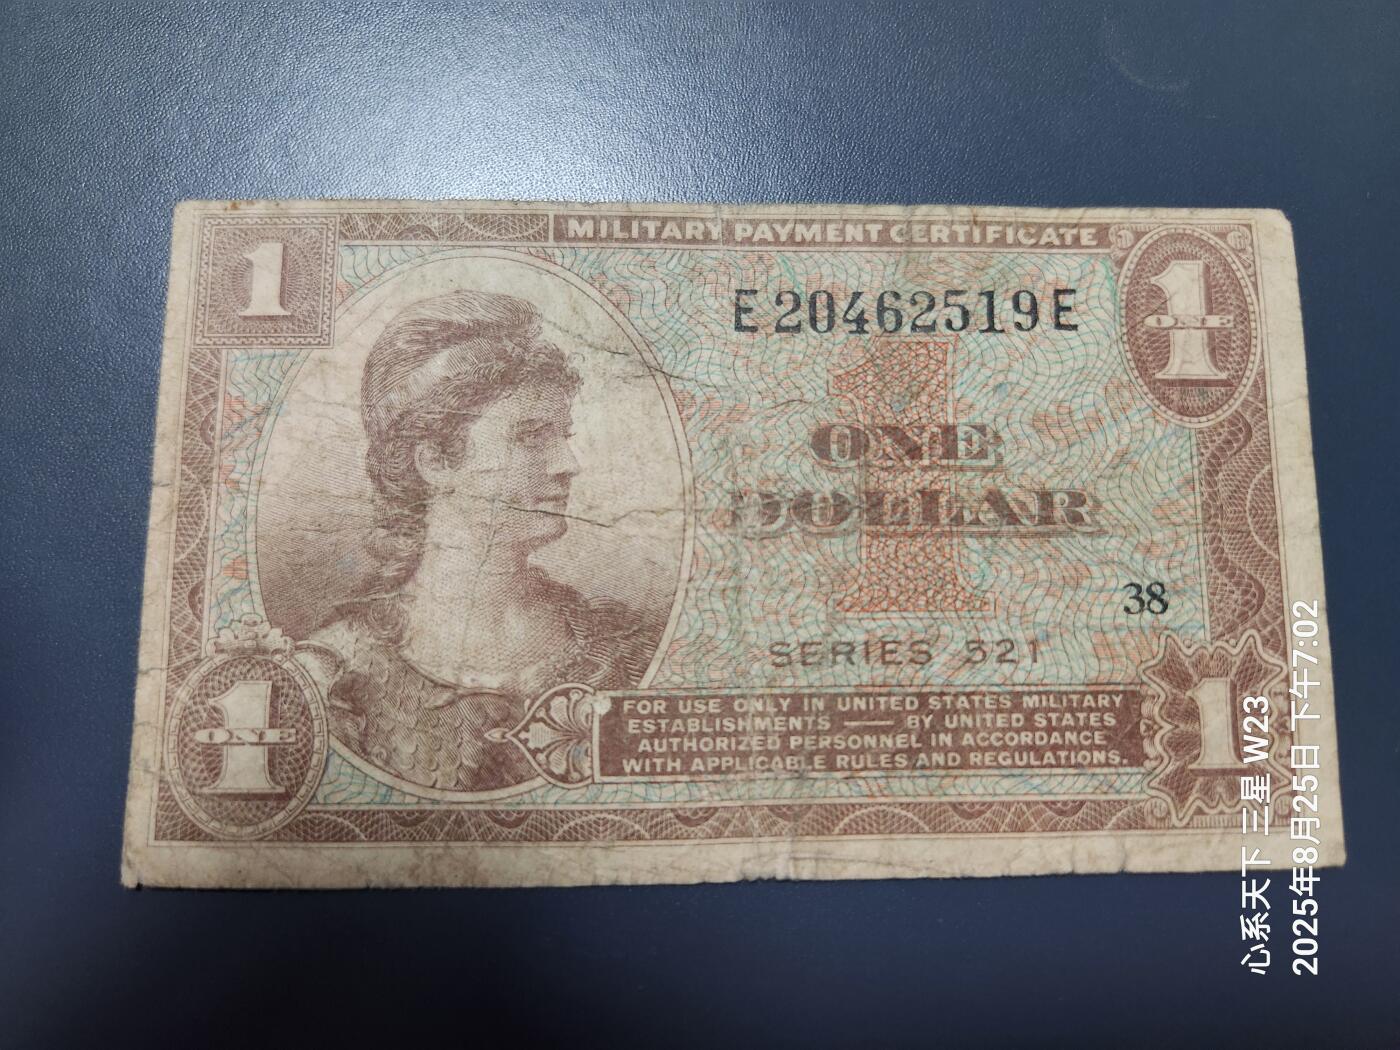 1
MILITARY PAYMENT CERTIFICATE
1
ONE
E20462519E
1
ONE
DOLLAR
38
SERIES 521
1
ONE
FOR USE ONLY IN UNITED STATES MILITARY
ESTABLISHMENTS — BY UNITED STATES
AUTHORIZED PERSONNEL IN ACCORDANCE
WITH APPLICABLE RULES AND REGULATIONS.
1
心系天下 三星 W23
2025年8月25日 下午7:02